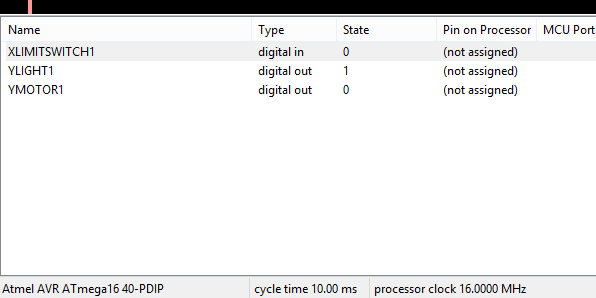 Name Type State Pin on Processor MCU Port
XLIMITSWITCH1 digital in 0 (not assigned)
YLIGHT1 digital out 1 (not assigned)
YMOTOR1 digital out 0 (not assigned)
Atmel AVR ATmega16 40-PDIP cycle time 10.00 ms processor clock 16.0000 MHz